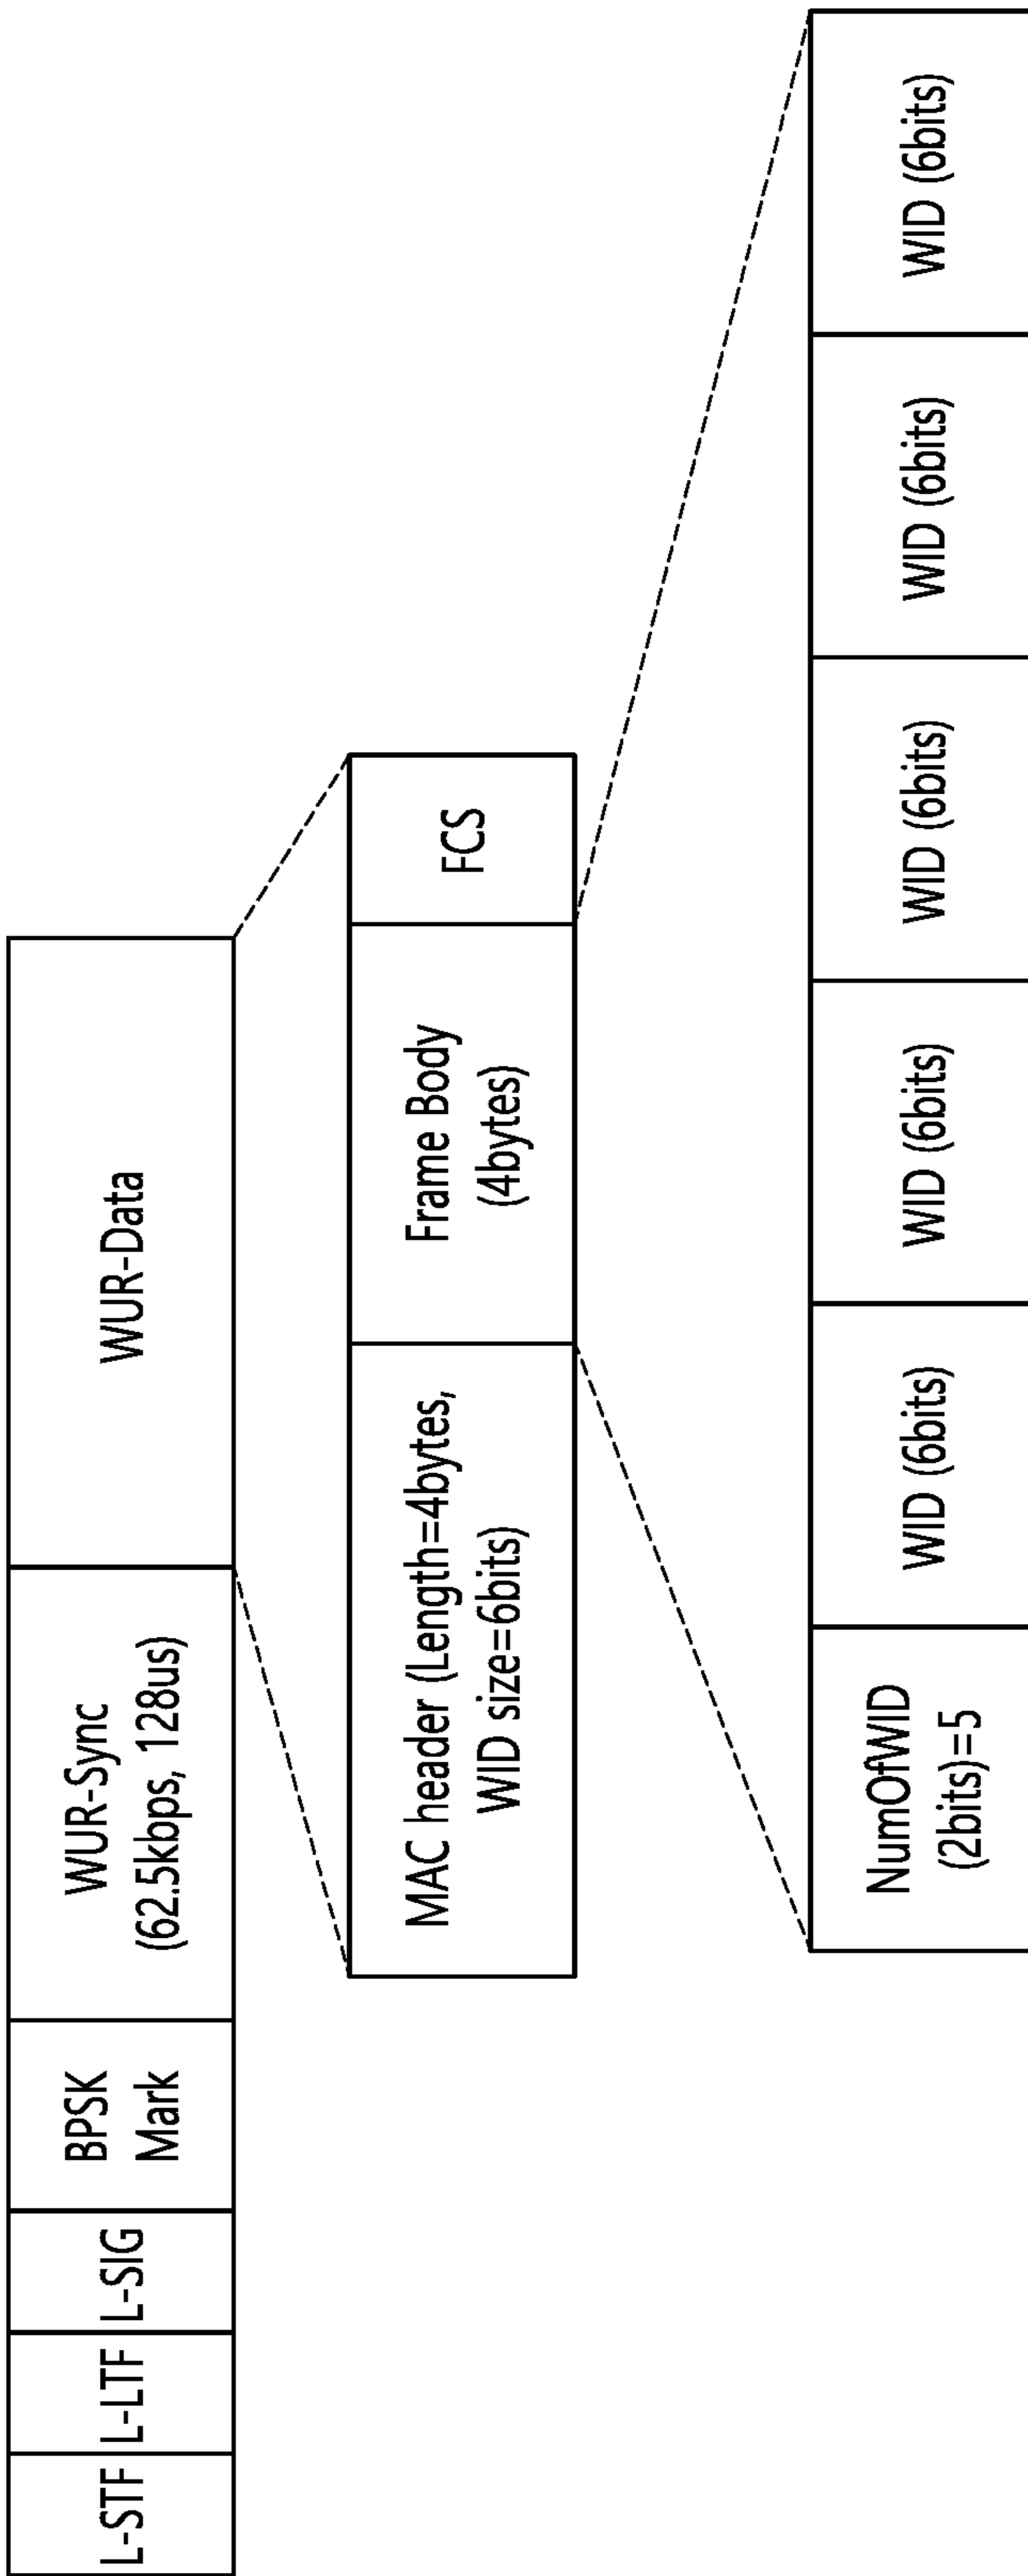 L-STF
L-LTF
L-SIG
BPSK
Mark
WUR-Sync
(62.5kbps, 128us)
WUR-Data
MAC header (Length=4bytes,
WID size=6bits)
Frame Body
(4bytes)
FCS
NumOfWID
(2bits)=5
WID (6bits)
WID (6bits)
WID (6bits)
WID (6bits)
WID (6bits)